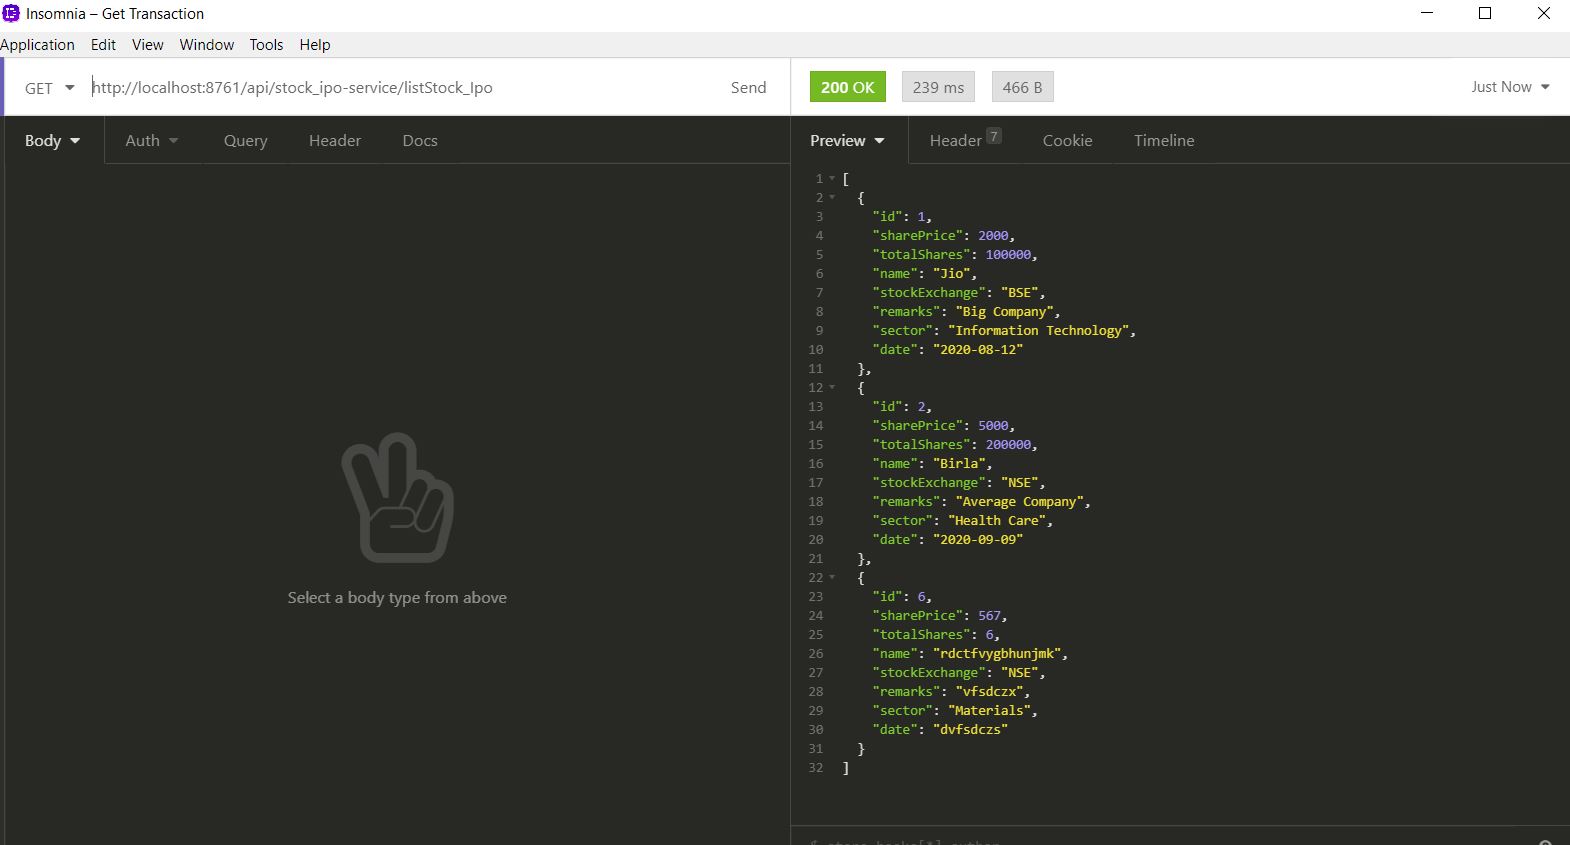 Insomnia – Get Transaction
Application Edit View Window Tools Help
GET http://localhost:8761/api/stock_ipo-service/listStock_Ipo Send
200 OK 239 ms 466 B Just Now
Body Auth Query Header Docs
Preview Header 7 Cookie Timeline
Select a body type from above
1 [
2 {
3 "id": 1,
4 "sharePrice": 2000,
5 "totalShares": 100000,
6 "name": "Jio",
7 "stockExchange": "BSE",
8 "remarks": "Big Company",
9 "sector": "Information Technology",
10 "date": "2020-08-12"
11 },
12 {
13 "id": 2,
14 "sharePrice": 5000,
15 "totalShares": 200000,
16 "name": "Birla",
17 "stockExchange": "NSE",
18 "remarks": "Average Company",
19 "sector": "Health Care",
20 "date": "2020-09-09"
21 },
22 {
23 "id": 6,
24 "sharePrice": 567,
25 "totalShares": 6,
26 "name": "rdctfvygbhunjmk",
27 "stockExchange": "NSE",
28 "remarks": "vfsdczx",
29 "sector": "Materials",
30 "date": "dvfsdczs"
31 }
32 ]